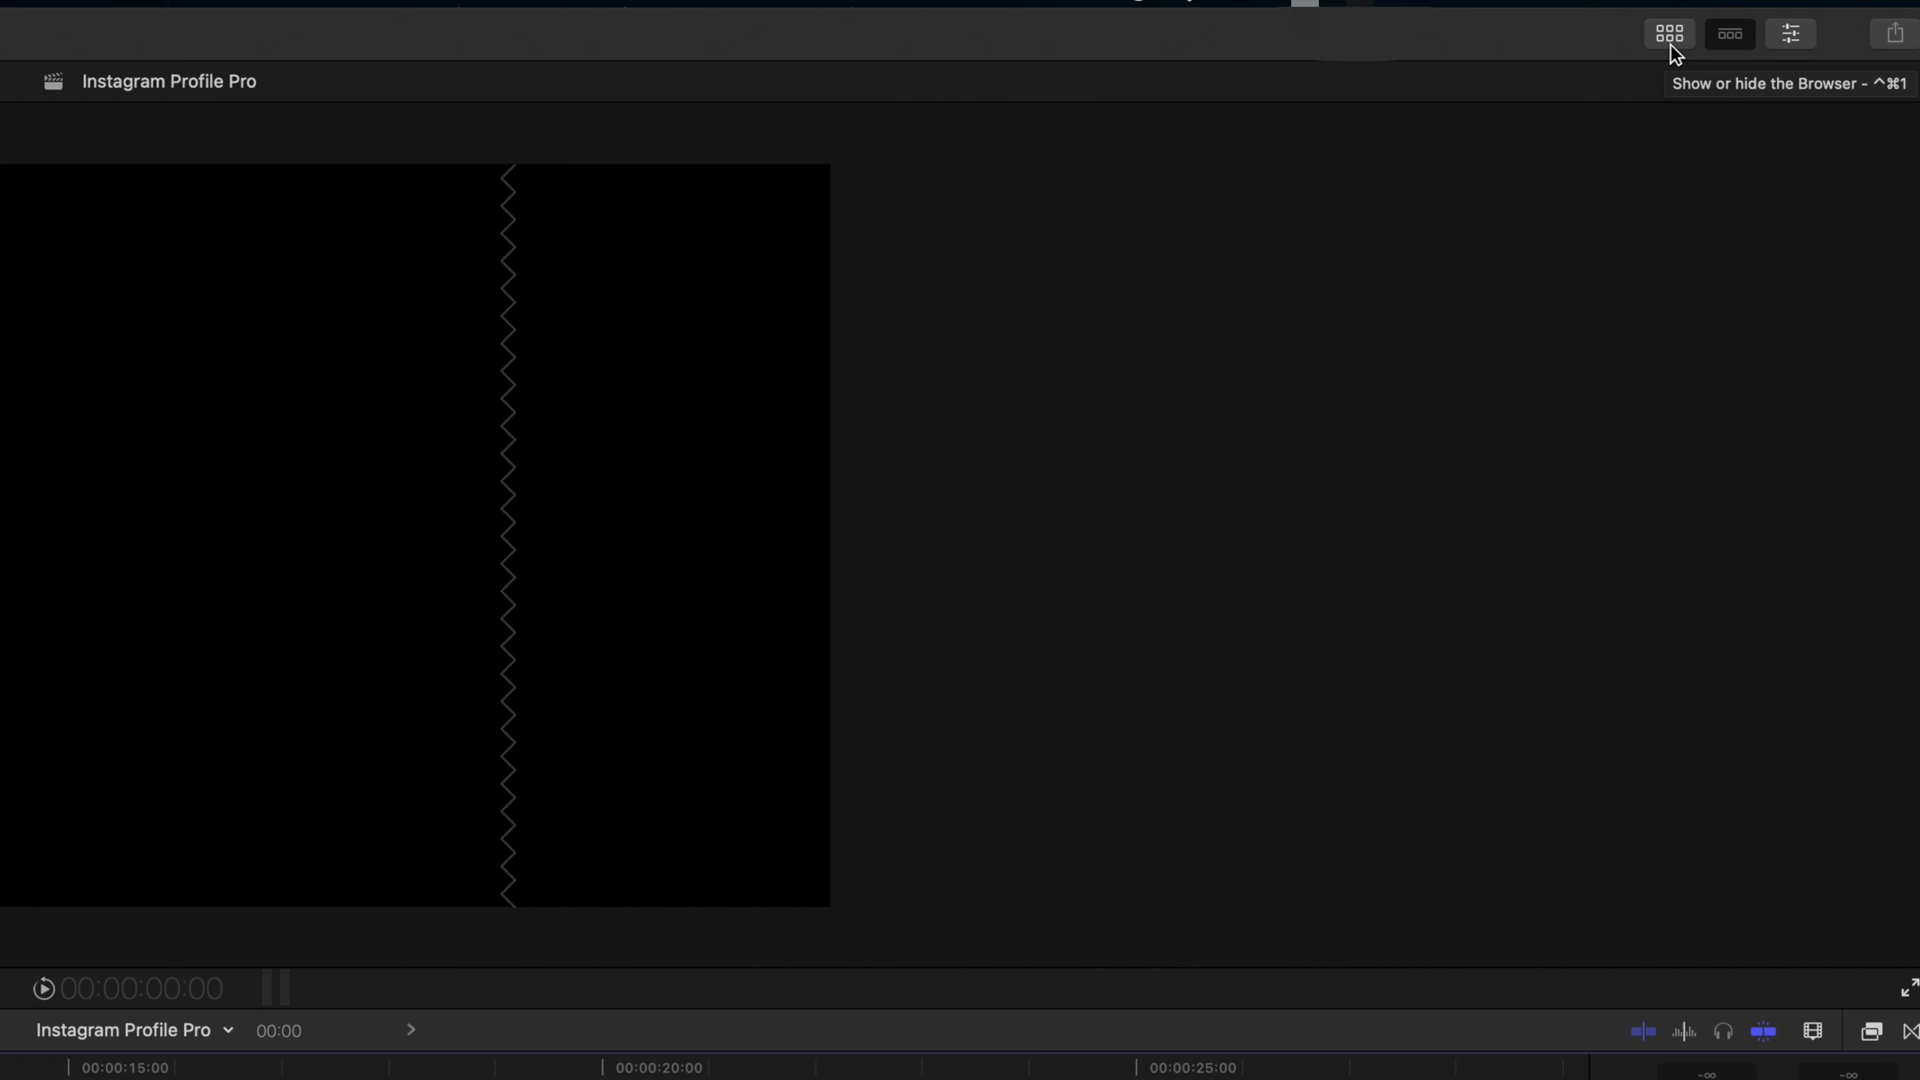 Instagram Profile Pro
Show or hide the Browser - ^⌘1
00:00:00:00
Instagram Profile Pro
00:00
00:00:15:00
00:00:20:00
00:00:25:00
-∞
-∞